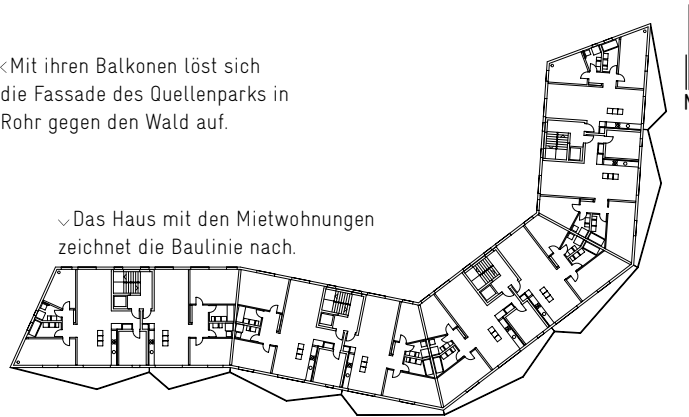 <Mit ihren Balkonen löst sich
die Fassade des Quellenparks in
Rohr gegen den Wald auf.
⌵Das Haus mit den Mietwohnungen
zeichnet die Baulinie nach.